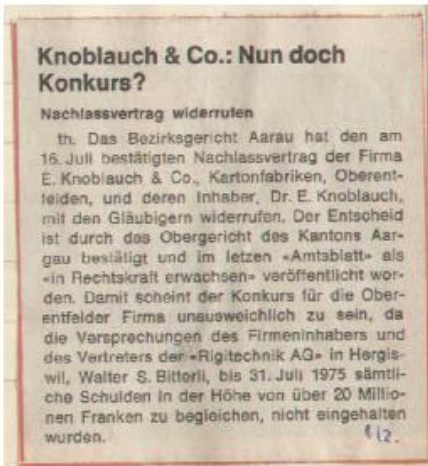 Knoblauch & Co.: Nun doch
Konkurs?
Nachlassvertrag widerrufen
th. Das Bezirksgericht Aarau hat den am
16. Juli bestätigten Nachlassvertrag der Firma
E. Knoblauch & Co., Kartonfabriken, Oberent-
felden, und deren Inhaber, Dr. E. Knoblauch,
mit den Gläubigern widerrufen. Der Entscheid
ist durch das Obergericht des Kantons Aar-
gau bestätigt und im letzen «Amtsblatt» als
«in Rechtskraft erwachsen» veröffentlicht wor-
den. Damit scheint der Konkurs für die Ober-
entfelder Firma unausweichlich zu sein, da
die Versprechungen des Firmeninhabers und
des Vertreters der «Rigitechnik AG» in Hergis-
wil, Walter S. Bitterli, bis 31. Juli 1975 sämtli-
che Schulden in der Höhe von über 20 Millio-
nen Franken zu begleichen, nicht eingehalten
wurden.